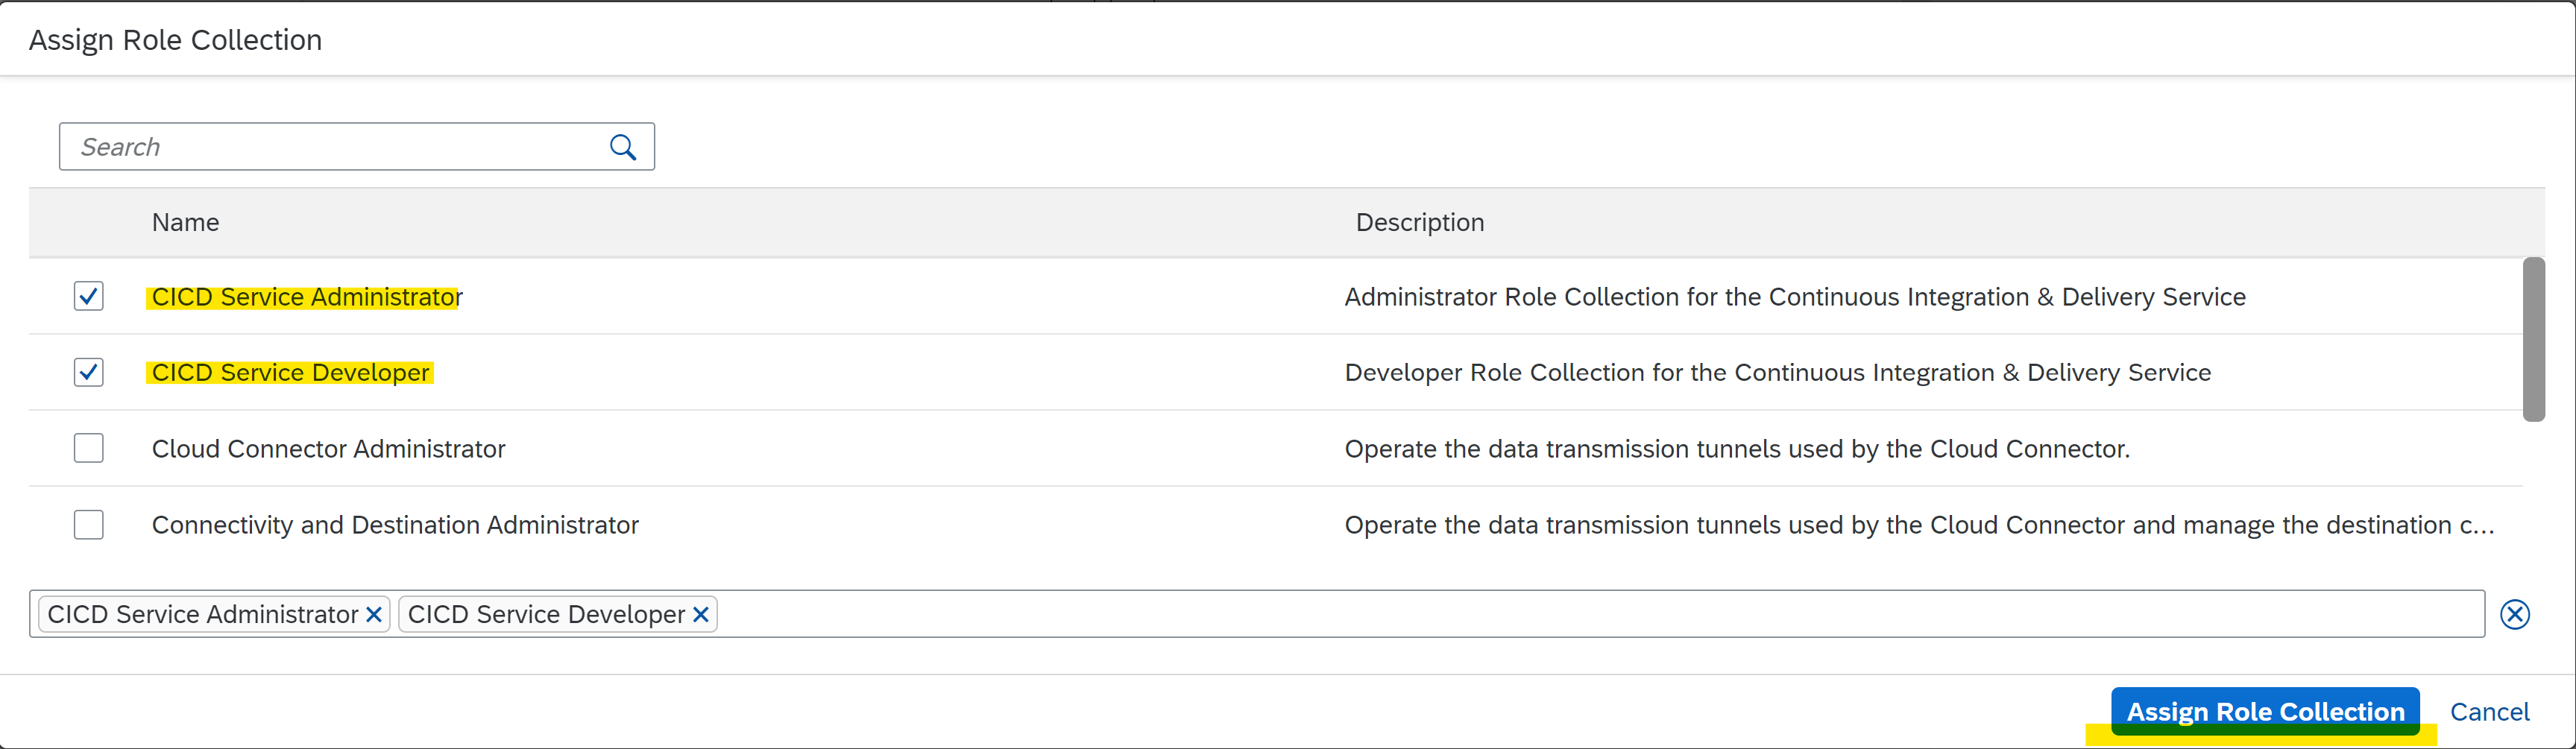 Assign Role Collection
Search
Name Description
CICD Service Administrator Administrator Role Collection for the Continuous Integration & Delivery Service
CICD Service Developer Developer Role Collection for the Continuous Integration & Delivery Service
Cloud Connector Administrator Operate the data transmission tunnels used by the Cloud Connector.
Connectivity and Destination Administrator Operate the data transmission tunnels used by the Cloud Connector and manage the destination c...
CICD Service Administrator CICD Service Developer
Assign Role Collection Cancel